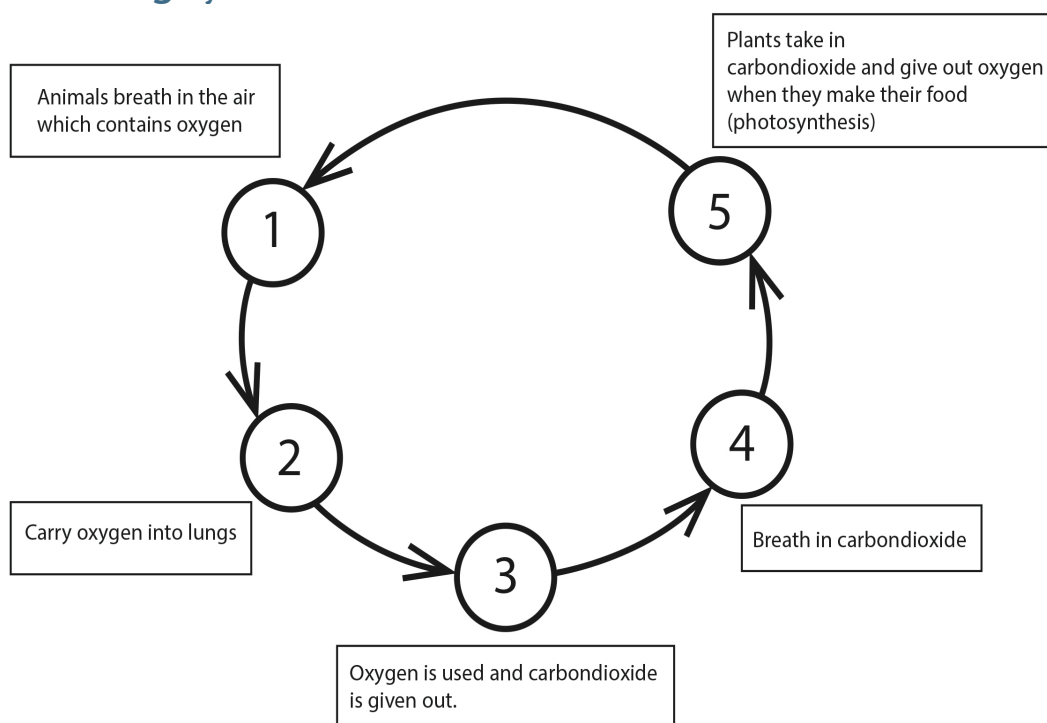 Animals breath in the air
which contains oxygen
1
2
Carry oxygen into lungs
3
Oxygen is used and carbondioxide
is given out.
4
Breath in carbondioxide
5
Plants take in
carbondioxide and give out oxygen
when they make their food
(photosynthesis)